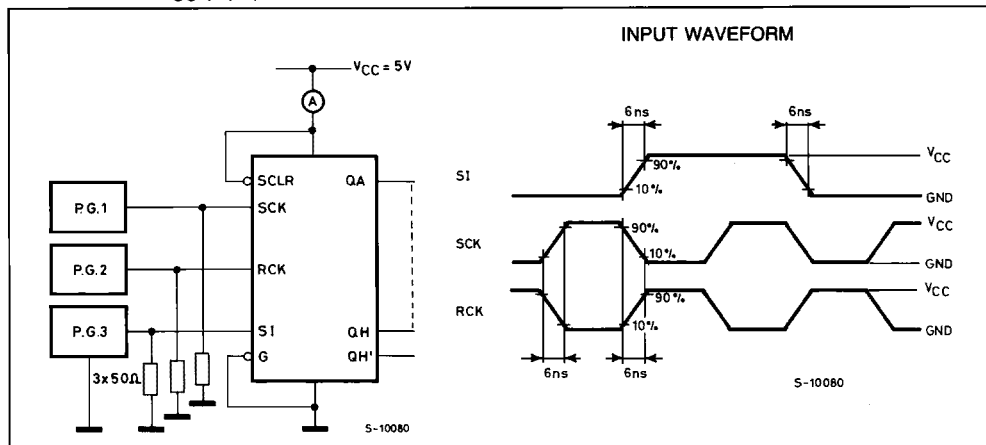 INPUT WAVEFORM
VCC = 5V
A
SCLR
QA
P.G.1
SCK
P.G.2
RCK
P.G.3
SI
QH
G
QH'
3x50Ω
S-10080
6ns
6ns
VCC
90%
SI
10%
GND
VCC
90%
SCK
10%
GND
VCC
90%
RCK
10%
GND
6ns
6ns
S-10080